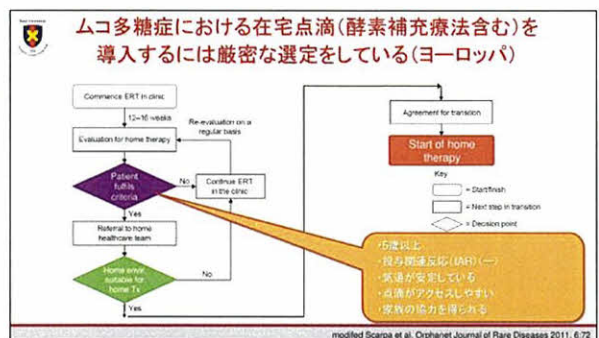 ムコ多糖症における在宅点滴(酵素補充療法含む)を
導入するには厳密な選定をしている(ヨーロッパ)
Commence ERT in clinic
12~16 weeks
Evaluation for home therapy
Re-evaluation on a
regular basis
Patient
fulfils
criteria
No
Continue ERT
in the clinic
Yes
Referral to home
healthcare team
Home envir.
suitable for
home Tx
No
Yes
Agreement for transition
Start of home
therapy
Key
= Start/finish
= Next step in transition
= Decision point
・5歳以上
・投与関連反応(IAR)(ー)
・気道が安定している
・点滴がアクセスしやすい
・家族の協力を得られる
modifed Scarpa et al. Orphanet Journal of Rare Diseases 2011, 6:72